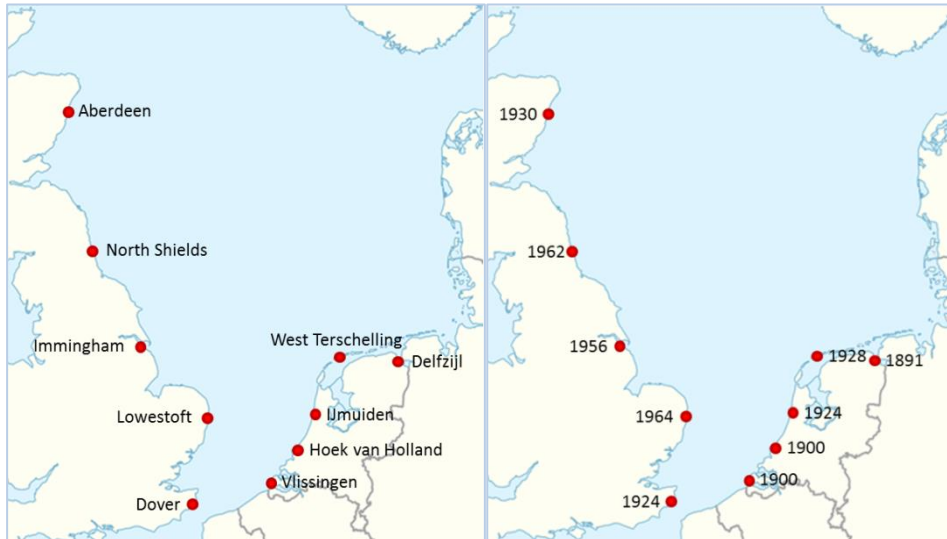 Aberdeen
North Shields
Immingham
West Terschelling
Delfzijl
Lowestoft
IJmuiden
Hoek van Holland
Vlissingen
Dover
1930
1962
1956
1928
1891
1964
1924
1900
1900
1924